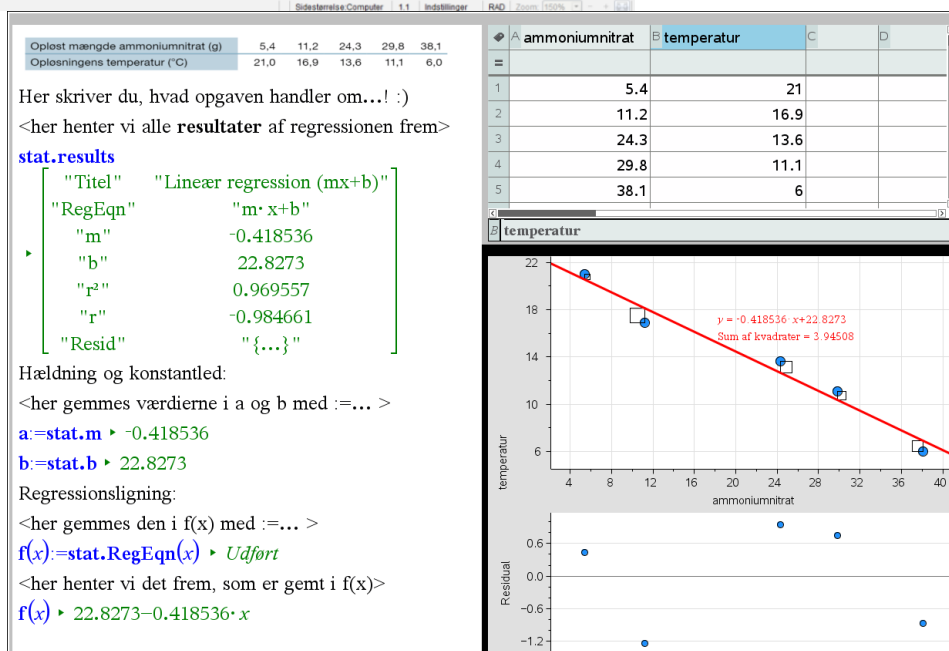 Sidestørrelse:Computer 1.1 Indstillinger RAD Zoom: 150%
Opløst mængde ammoniumnitrat (g) 5,4 11,2 24,3 29,8 38,1
Opløsningens temperatur (°C) 21,0 16,9 13,6 11,1 6,0
Her skriver du, hvad opgaven handler om...! :)
<her henter vi alle resultater af regressionen frem>
stat.results
"Titel" "Lineær regression (mx+b)"
"RegEqn" "m· x+b"
"m" -0.418536
"b" 22.8273
"r²" 0.969557
"r" -0.984661
"Resid" "{...}"
Hældning og konstantled:
<her gemmes værdierne i a og b med :=... >
a:=stat.m ▸ -0.418536
b:=stat.b ▸ 22.8273
Regressionsligning:
<her gemmes den i f(x) med :=... >
f(x):=stat.RegEqn(x) ▸ Udført
<her henter vi det frem, som er gemt i f(x)>
f(x) ▸ 22.8273−0.418536· x
A ammoniumnitrat B temperatur C D
=
1 5.4 21
2 11.2 16.9
3 24.3 13.6
4 29.8 11.1
5 38.1 6
B temperatur
22
18
14
10
6
temperatur
y = -0.418536· x+22.8273
Sum af kvadrater = 3.94508
4 8 12 16 20 24 28 32 36 40
ammoniumnitrat
0.6
0.0
−0.6
−1.2
Residual